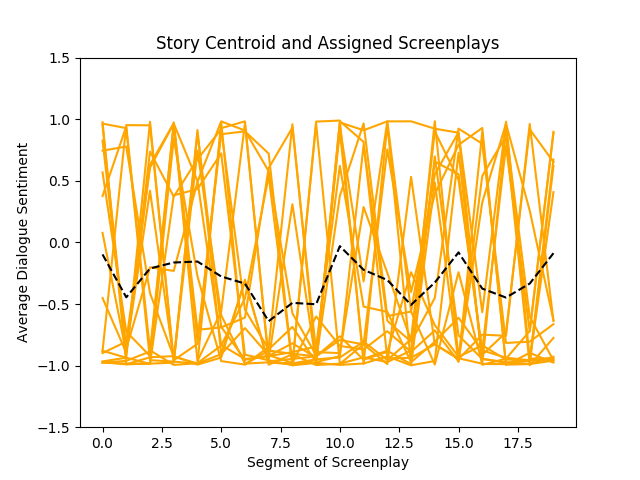 Story Centroid and Assigned Screenplays
1.5
1.0
0.5
0.0
−0.5
−1.0
−1.5
Average Dialogue Sentiment
0.0 2.5 5.0 7.5 10.0 12.5 15.0 17.5
Segment of Screenplay